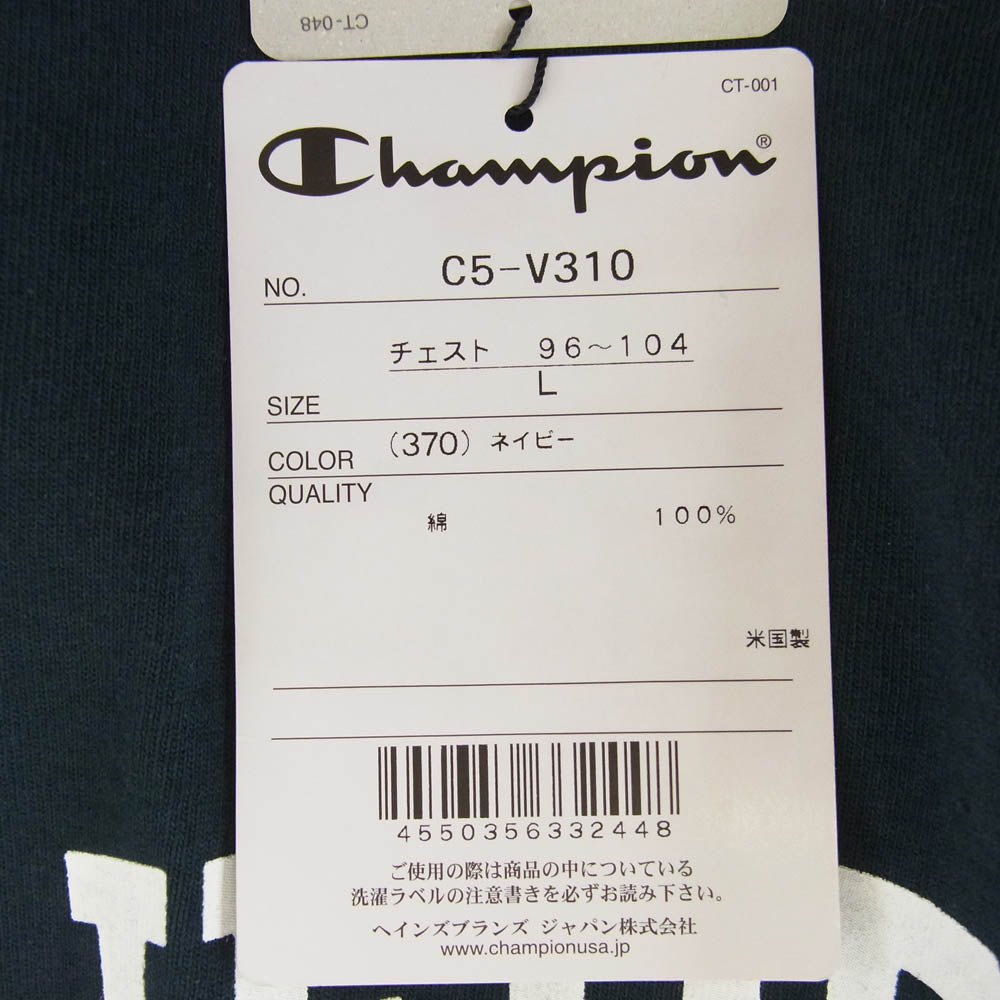 CT-048
CT-001
Champion®
NO. C5-V310
チェスト 96～104
SIZE L
COLOR (370) ネイビー
QUALITY
綿 100%
米国製
4550356332448
ご使用の際は商品の中についている
洗濯ラベルの注意書きを必ずお読み下さい。
ヘインズブランズ ジャパン株式会社
www.championusa.jp